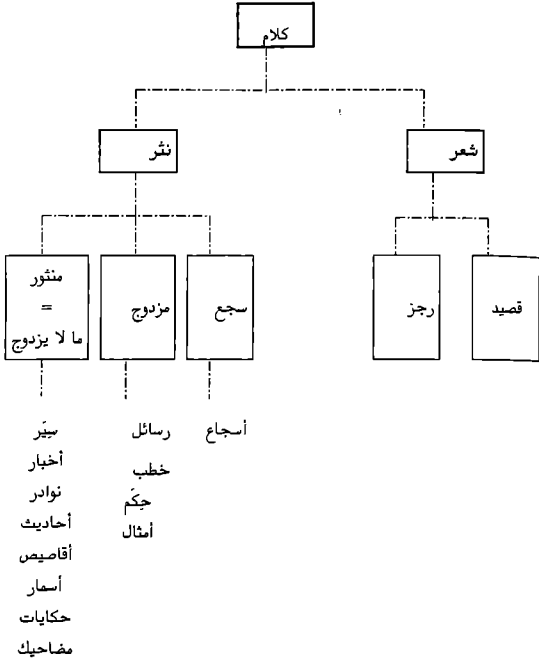 كلام
شعر
نثر
قصيد
رجز
سجع
مزدوج
منثور
=
ما لا يزدوج
أسجاع
رسائل
خطب
حِكَم
أمثال
سِيَر
أخبار
نوادر
أحاديث
أقاصيص
أسمار
حكايات
مضاحيك